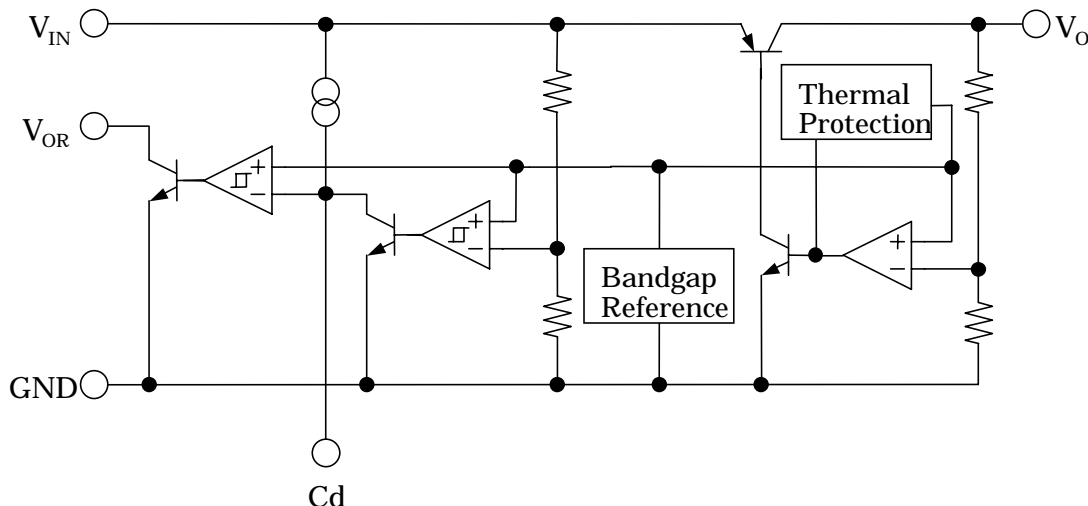 V_IN
V_O
Thermal
Protection
V_OR
+
−
+
−
+
−
Bandgap
Reference
GND
Cd